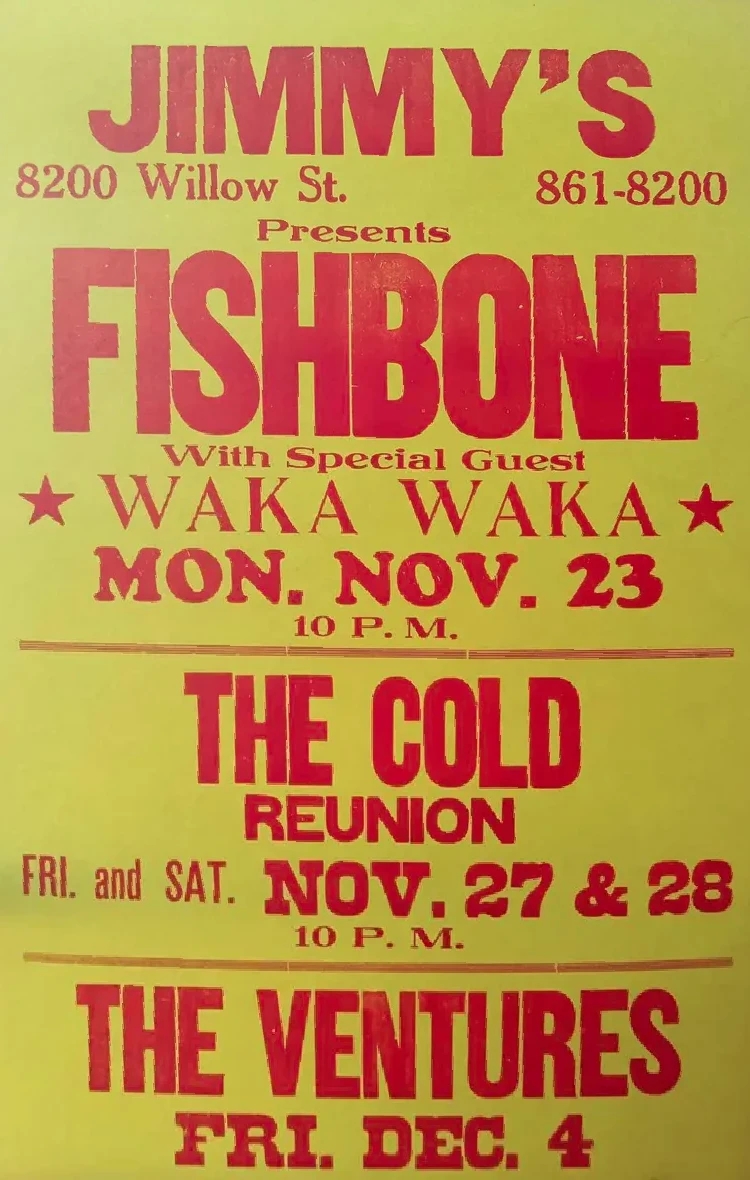 JIMMY'S
8200 Willow St. 861-8200
Presents
FISHBONE
With Special Guest
★ WAKA WAKA ★
MON. NOV. 23
10 P. M.
THE COLD
REUNION
FRI. and SAT. NOV. 27 & 28
10 P. M.
THE VENTURES
FRI. DEC. 4